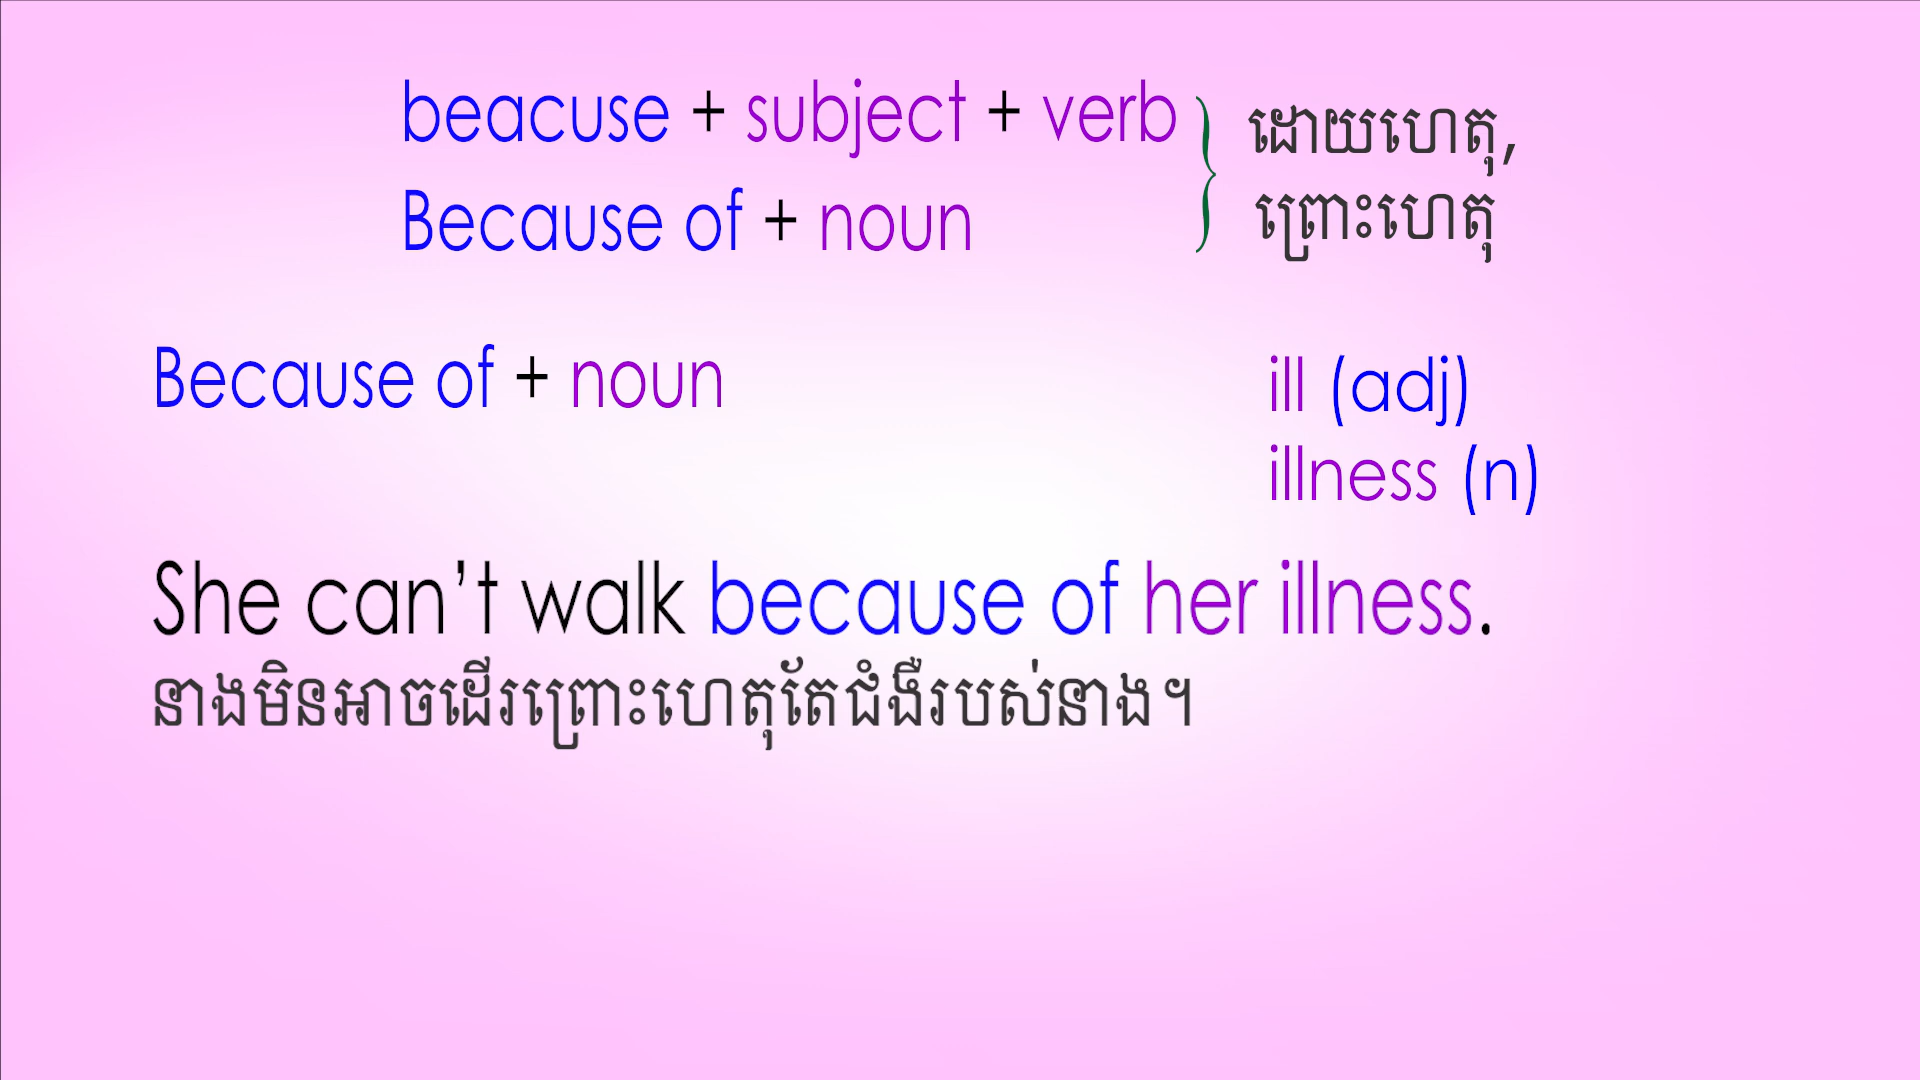 beacuse + subject + verb
Because of + noun
ដោយហេតុ,
ព្រោះហេតុ
Because of + noun
ill (adj)
illness (n)
She can’t walk because of her illness.
នាងមិនអាចដើរព្រោះហេតុតែជំងឺរបស់នាង។